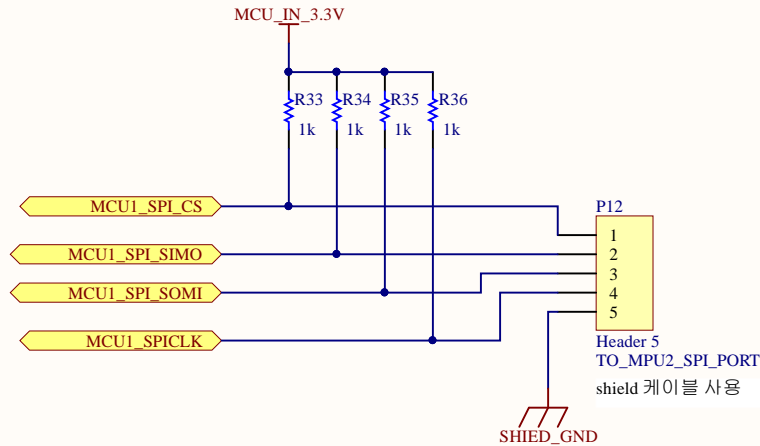 MCU_IN_3.3V
R33 R34 R35 R36
1k 1k 1k 1k
MCU1_SPI_CS
P12
1
MCU1_SPI_SIMO
2
MCU1_SPI_SOMI
3
4
5
MCU1_SPICLK
Header 5
TO_MPU2_SPI_PORT
shield 케이블 사용
SHIED_GND